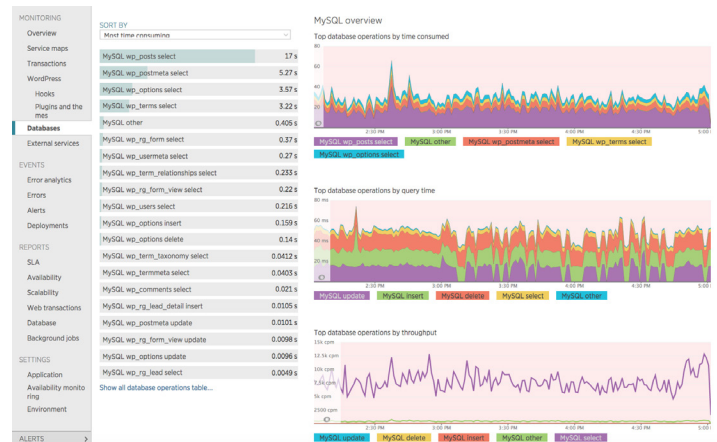 MONITORING
Overview
Service maps
Transactions
WordPress
Hooks
Plugins and the
mes
Databases
External services
EVENTS
Error analytics
Errors
Alerts
Deployments
REPORTS
SLA
Availability
Scalability
Web transactions
Database
Background jobs
SETTINGS
Application
Availability monito
ring
Environment
ALERTS
SORT BY
Most time consuming
MySQL wp_posts select 17 s
MySQL wp_postmeta select 5.27 s
MySQL wp_options select 3.57 s
MySQL wp_terms select 3.22 s
MySQL other 0.405 s
MySQL wp_rg_form select 0.37 s
MySQL wp_usermeta select 0.27 s
MySQL wp_term_relationships select 0.233 s
MySQL wp_rg_form_view select 0.22 s
MySQL wp_users select 0.216 s
MySQL wp_options insert 0.159 s
MySQL wp_options delete 0.14 s
MySQL wp_term_taxonomy select 0.0412 s
MySQL wp_termmeta select 0.0403 s
MySQL wp_comments select 0.021 s
MySQL wp_rg_lead_detail insert 0.0105 s
MySQL wp_postmeta update 0.0101 s
MySQL wp_rg_form_view update 0.0098 s
MySQL wp_options update 0.0096 s
MySQL wp_rg_lead select 0.0049 s
Show all database operations table...
MySQL overview
Top database operations by time consumed
80
60
40
20
2:30 PM 3:00 PM 3:30 PM 4:00 PM 4:30 PM 5:00
MySQL wp_posts select MySQL other MySQL wp_postmeta select MySQL wp_terms select
MySQL wp_options select
Top database operations by query time
80 ms
60 ms
40 ms
20 ms
2:30 PM 3:00 PM 3:30 PM 4:00 PM 4:30 PM 5:00
MySQL update MySQL insert MySQL delete MySQL select MySQL other
Top database operations by throughput
15k cpm
12.5k cpm
10k cpm
7.5k cpm
5k cpm
2500 cpm
2:30 PM 3:00 PM 3:30 PM 4:00 PM 4:30 PM 5:00
MySQL update MySQL delete MySQL insert MySQL other MySQL select